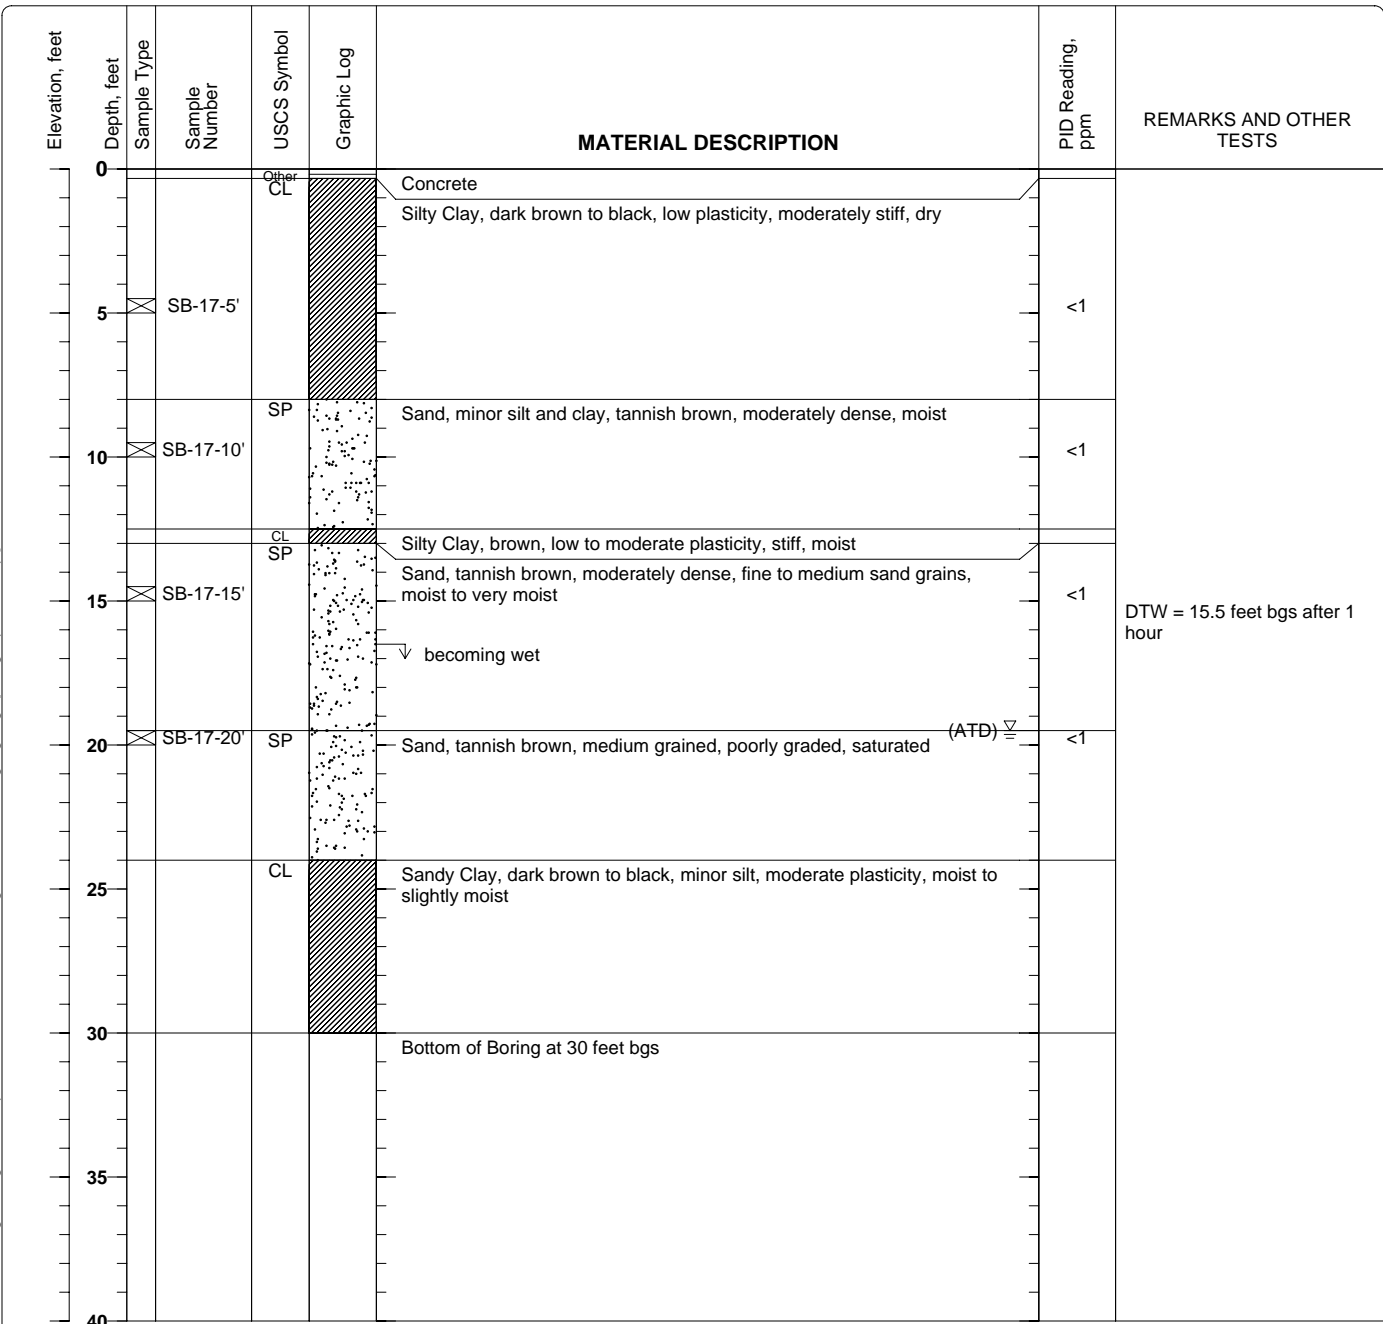 Elevation, feet
Depth, feet
Sample Type
Sample
Number
USCS Symbol
Graphic Log
MATERIAL DESCRIPTION
PID Reading,
ppm
REMARKS AND OTHER
TESTS
0
Other
CL
Concrete
Silty Clay, dark brown to black, low plasticity, moderately stiff, dry
5
SB-17-5'
<1
SP
Sand, minor silt and clay, tannish brown, moderately dense, moist
10
SB-17-10'
<1
CL
Silty Clay, brown, low to moderate plasticity, stiff, moist
SP
Sand, tannish brown, moderately dense, fine to medium sand grains,
moist to very moist
15
SB-17-15'
<1
DTW = 15.5 feet bgs after 1
hour
becoming wet
(ATD)
20
SB-17-20'
SP
Sand, tannish brown, medium grained, poorly graded, saturated
<1
CL
Sandy Clay, dark brown to black, minor silt, moderate plasticity, moist to
slightly moist
25
30
Bottom of Boring at 30 feet bgs
35
40